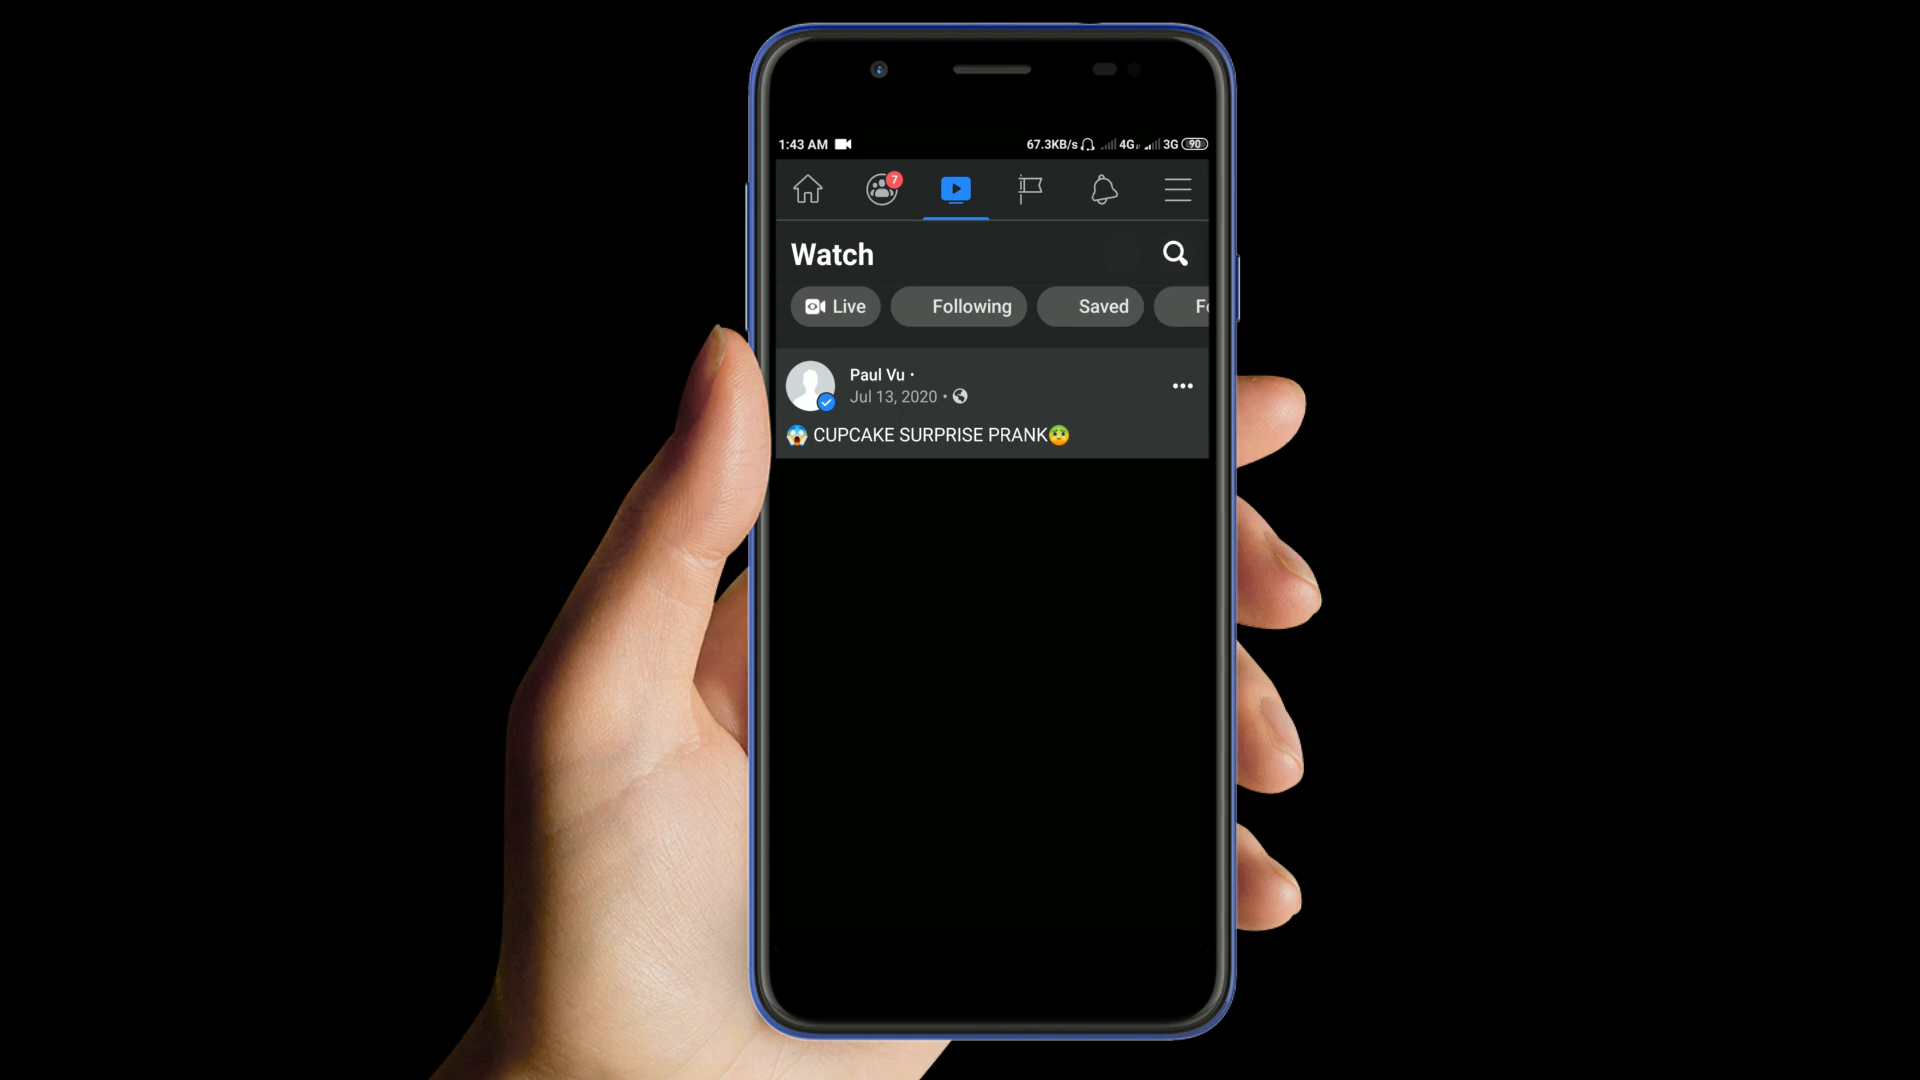 1:43 AM 67.3KB/s 4G 3G 90
7
Watch
Live Following Saved
Paul Vu •
Jul 13, 2020 •
😱 CUPCAKE SURPRISE PRANK🤢